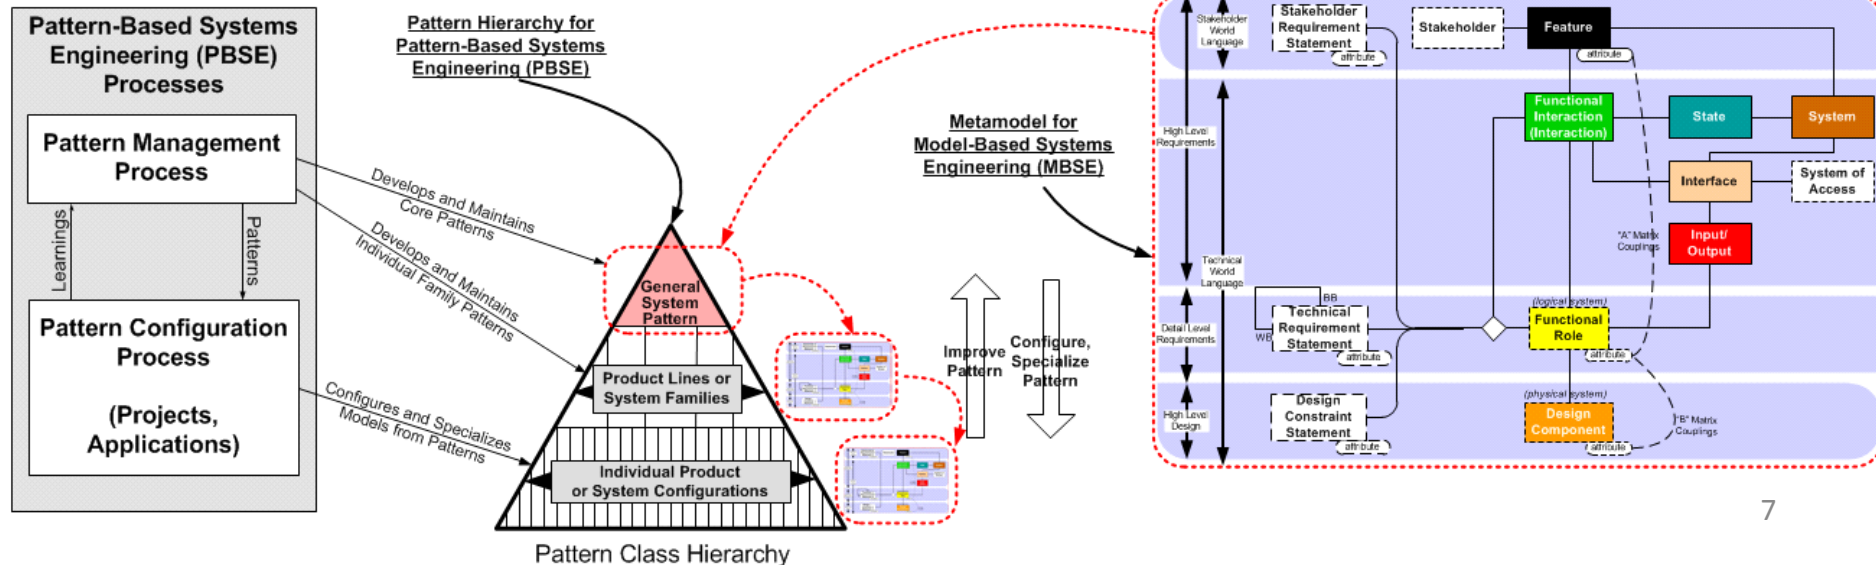 Pattern-Based Systems
Engineering (PBSE)
Processes
Pattern Management
Process
Learnings
Patterns
Pattern Configuration
Process
(Projects,
Applications)
Pattern Hierarchy for
Pattern-Based Systems
Engineering (PBSE)
Develops and Maintains
Core Patterns
Develops and Maintains
Individual Family Patterns
Configures and Specializes
Models from Patterns
General
System
Pattern
Product Lines or
System Families
Individual Product
or System Configurations
Pattern Class Hierarchy
Improve
Pattern
Configure,
Specialize
Pattern
Metamodel for
Model-Based Systems
Engineering (MBSE)
Stakeholder
World
Language
High Level
Requirements
Technical
World
Language
Detail Level
Requirements
High Level
Design
Stakeholder
Requirement
Statement
attribute
Stakeholder
Feature
attribute
Functional
Interaction
(Interaction)
State
System
Interface
System of
Access
"A" Matrix
Couplings
Input/
Output
BB
WB
Technical
Requirement
Statement
attribute
(logical system)
Functional
Role
attribute
Design
Constraint
Statement
attribute
(physical system)
Design
Component
attribute
"B" Matrix
Couplings
7